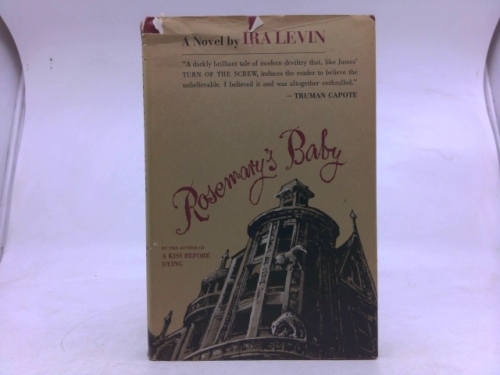 A Novel by IRA LEVIN
"A darkly brilliant tale of modern deviltry that, like James'
TURN OF THE SCREW, induces the reader to believe the
unbelievable. I believed it and was altogether enthralled."
— TRUMAN CAPOTE
Rosemary's Baby
BY THE AUTHOR OF
A KISS BEFORE
DYING